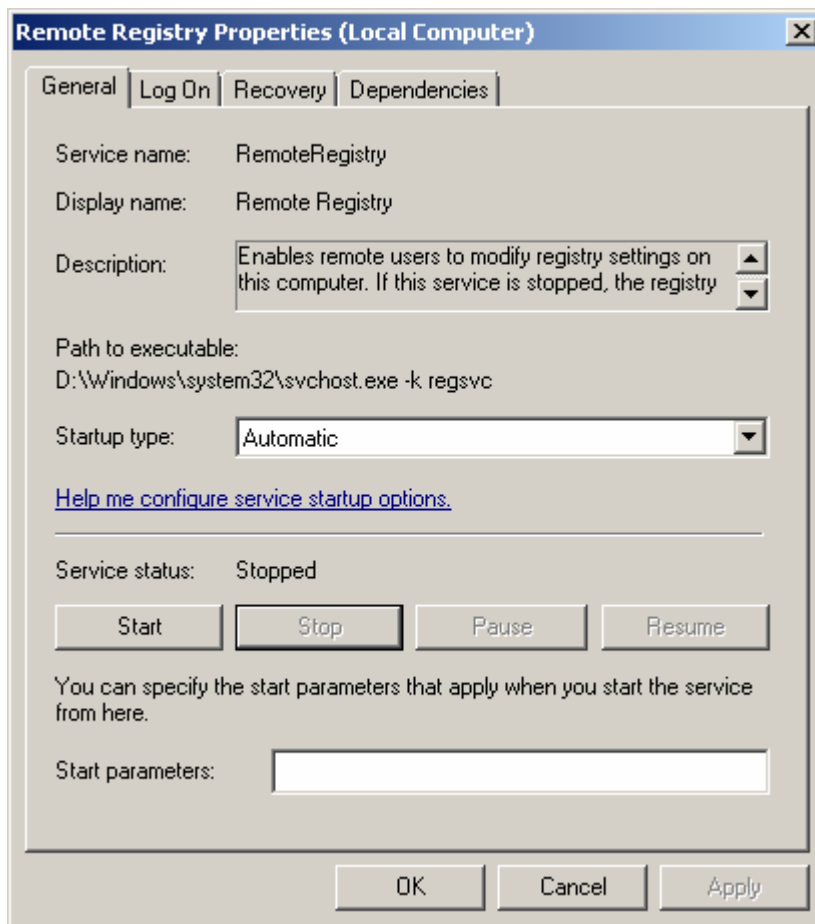 Remote Registry Properties (Local Computer)
General Log On Recovery Dependencies
Service name: RemoteRegistry
Display name: Remote Registry
Description: Enables remote users to modify registry settings on
this computer. If this service is stopped, the registry
Path to executable:
D:\Windows\system32\svchost.exe -k regsvc
Startup type: Automatic
Help me configure service startup options.
Service status: Stopped
Start Stop Pause Resume
You can specify the start parameters that apply when you start the service
from here.
Start parameters:
OK Cancel Apply